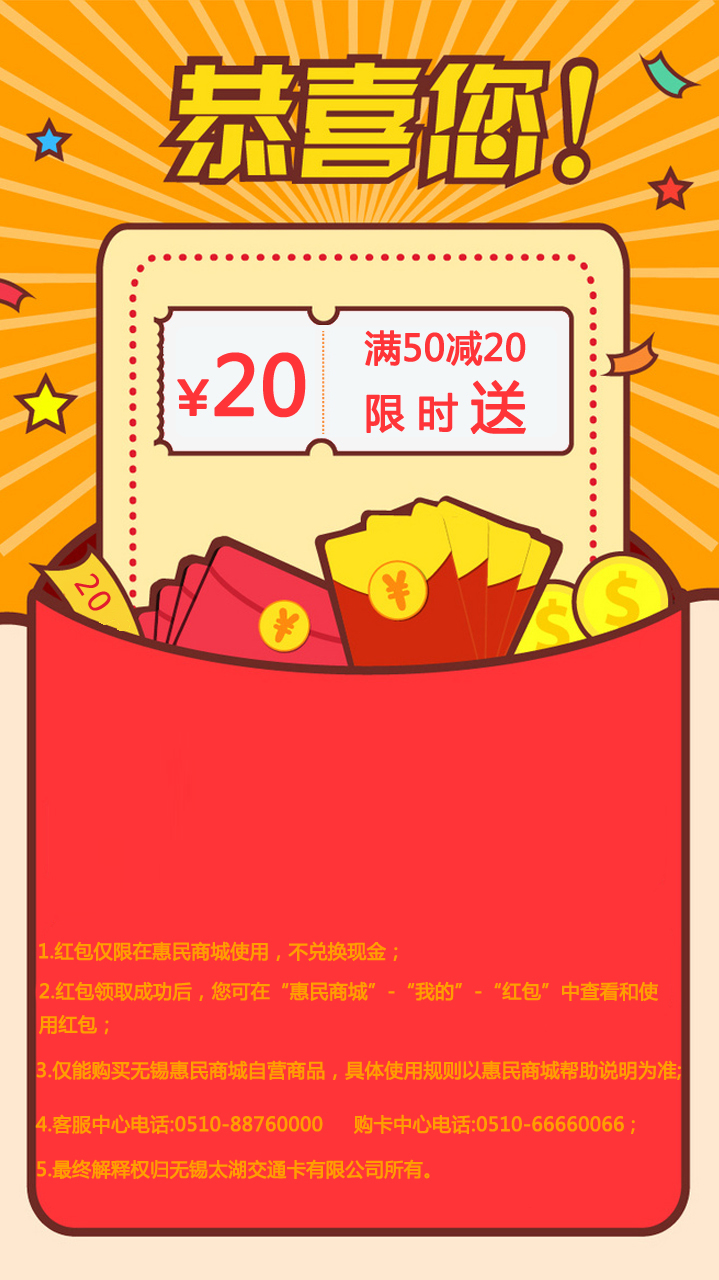 恭喜您！
¥20
满50减20
限时送
20
¥
¥
$
$
1.红包仅限在惠民商城使用，不兑换现金；
2.红包领取成功后，您可在“惠民商城”-“我的”-“红包”中查看和使
用红包；
3.仅能购买无锡惠民商城自营商品，具体使用规则以惠民商城帮助说明为准;
4.客服中心电话:0510-88760000 购卡中心电话:0510-66660066；
5.最终解释权归无锡太湖交通卡有限公司所有。